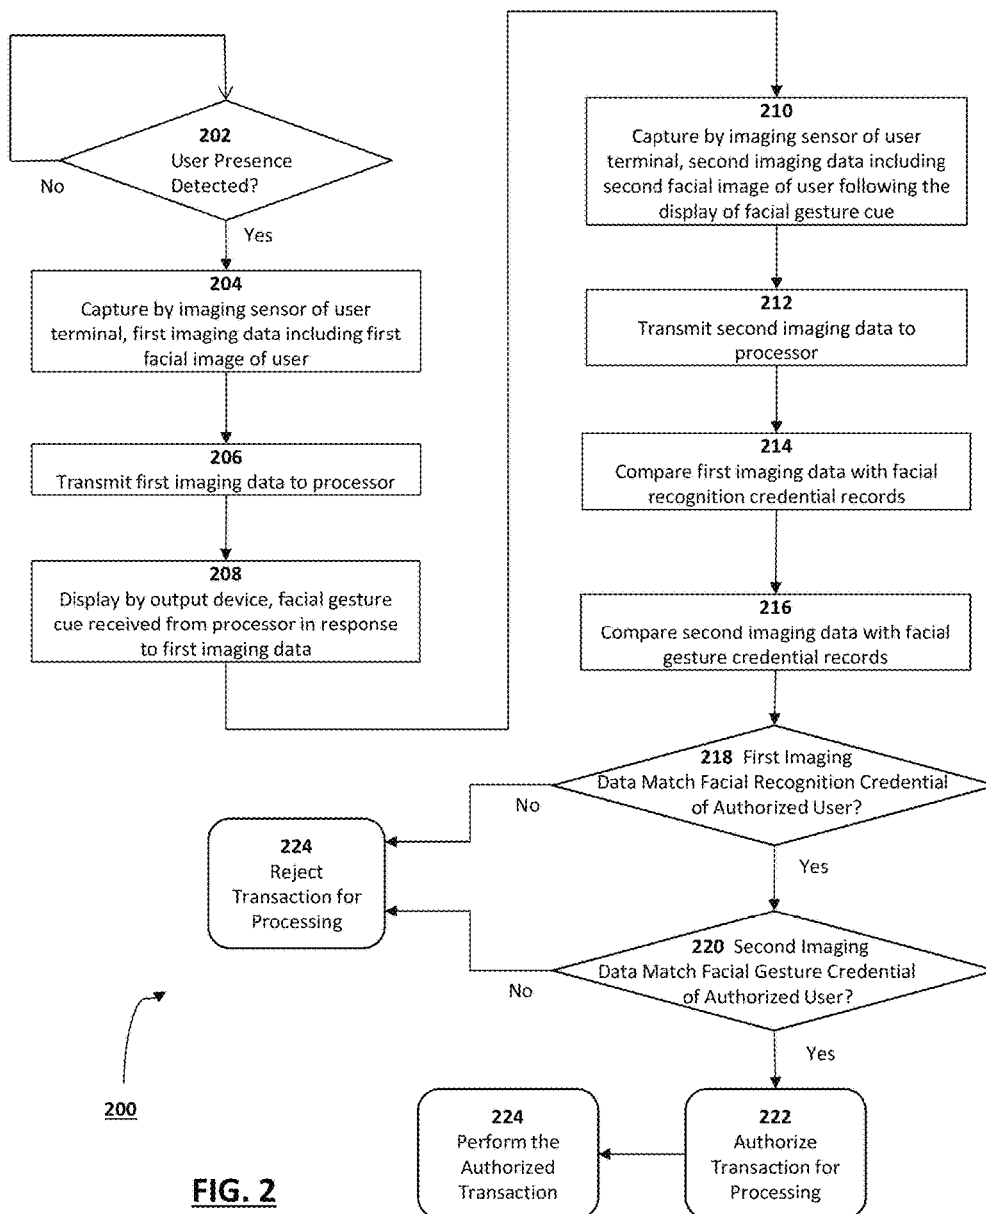 202
User Presence
Detected?
No
Yes
204
Capture by imaging sensor of user
terminal, first imaging data including first
facial image of user
206
Transmit first imaging data to processor
208
Display by output device, facial gesture
cue received from processor in response
to first imaging data
210
Capture by imaging sensor of user
terminal, second imaging data including
second facial image of user following the
display of facial gesture cue
212
Transmit second imaging data to
processor
214
Compare first imaging data with facial
recognition credential records
216
Compare second imaging data with facial
gesture credential records
218 First Imaging
Data Match Facial Recognition Credential
of Authorized User?
No
Yes
224
Reject
Transaction for
Processing
220 Second Imaging
Data Match Facial Gesture Credential
of Authorized User?
No
Yes
222
Authorize
Transaction for
Processing
224
Perform the
Authorized
Transaction
200
FIG. 2